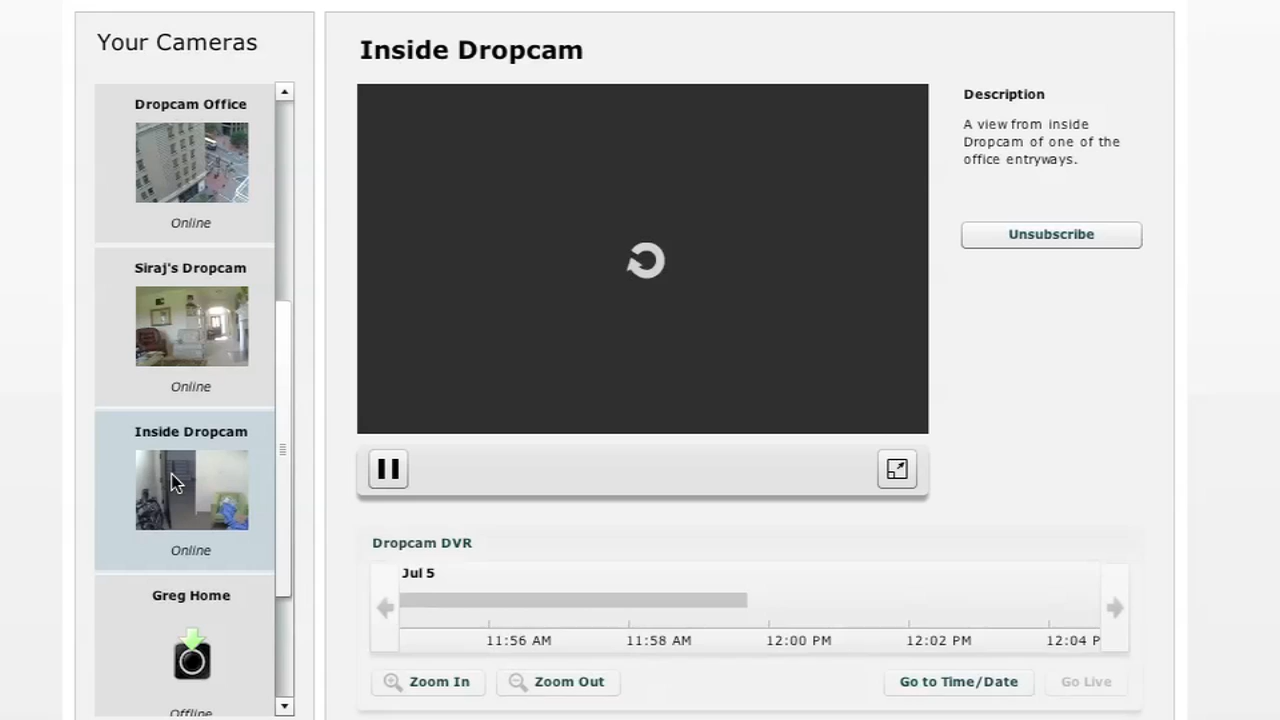 Your Cameras
Dropcam Office
Online
Siraj's Dropcam
Online
Inside Dropcam
Online
Greg Home
Offline
Inside Dropcam
Description
A view from inside
Dropcam of one of the
office entryways.
Unsubscribe
Dropcam DVR
Jul 5
11:56 AM 11:58 AM 12:00 PM 12:02 PM 12:04 P
Zoom In Zoom Out Go to Time/Date Go Live